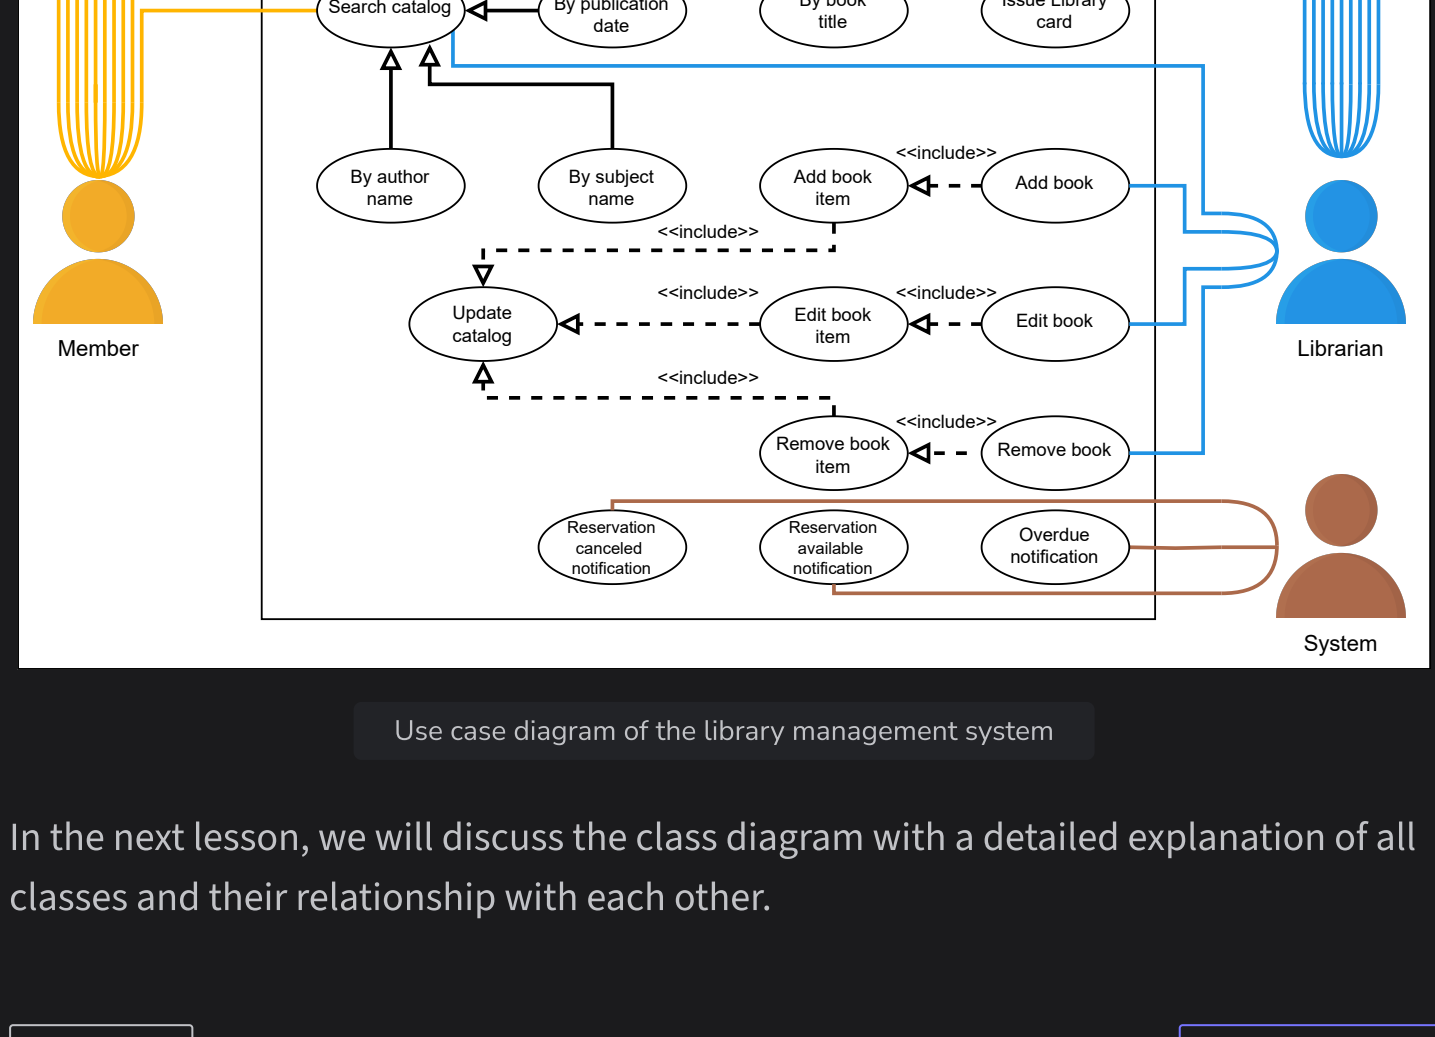 Search catalog
By publication
date
By book
title
Issue Library
card
<<include>>
By author
name
By subject
name
Add book
item
Add book
<<include>>
<<include>>
<<include>>
Update
catalog
Edit book
item
Edit book
Member
Librarian
<<include>>
<<include>>
Remove book
item
Remove book
Reservation
canceled
notification
Reservation
available
notification
Overdue
notification
System
Use case diagram of the library management system
In the next lesson, we will discuss the class diagram with a detailed explanation of all
classes and their relationship with each other.